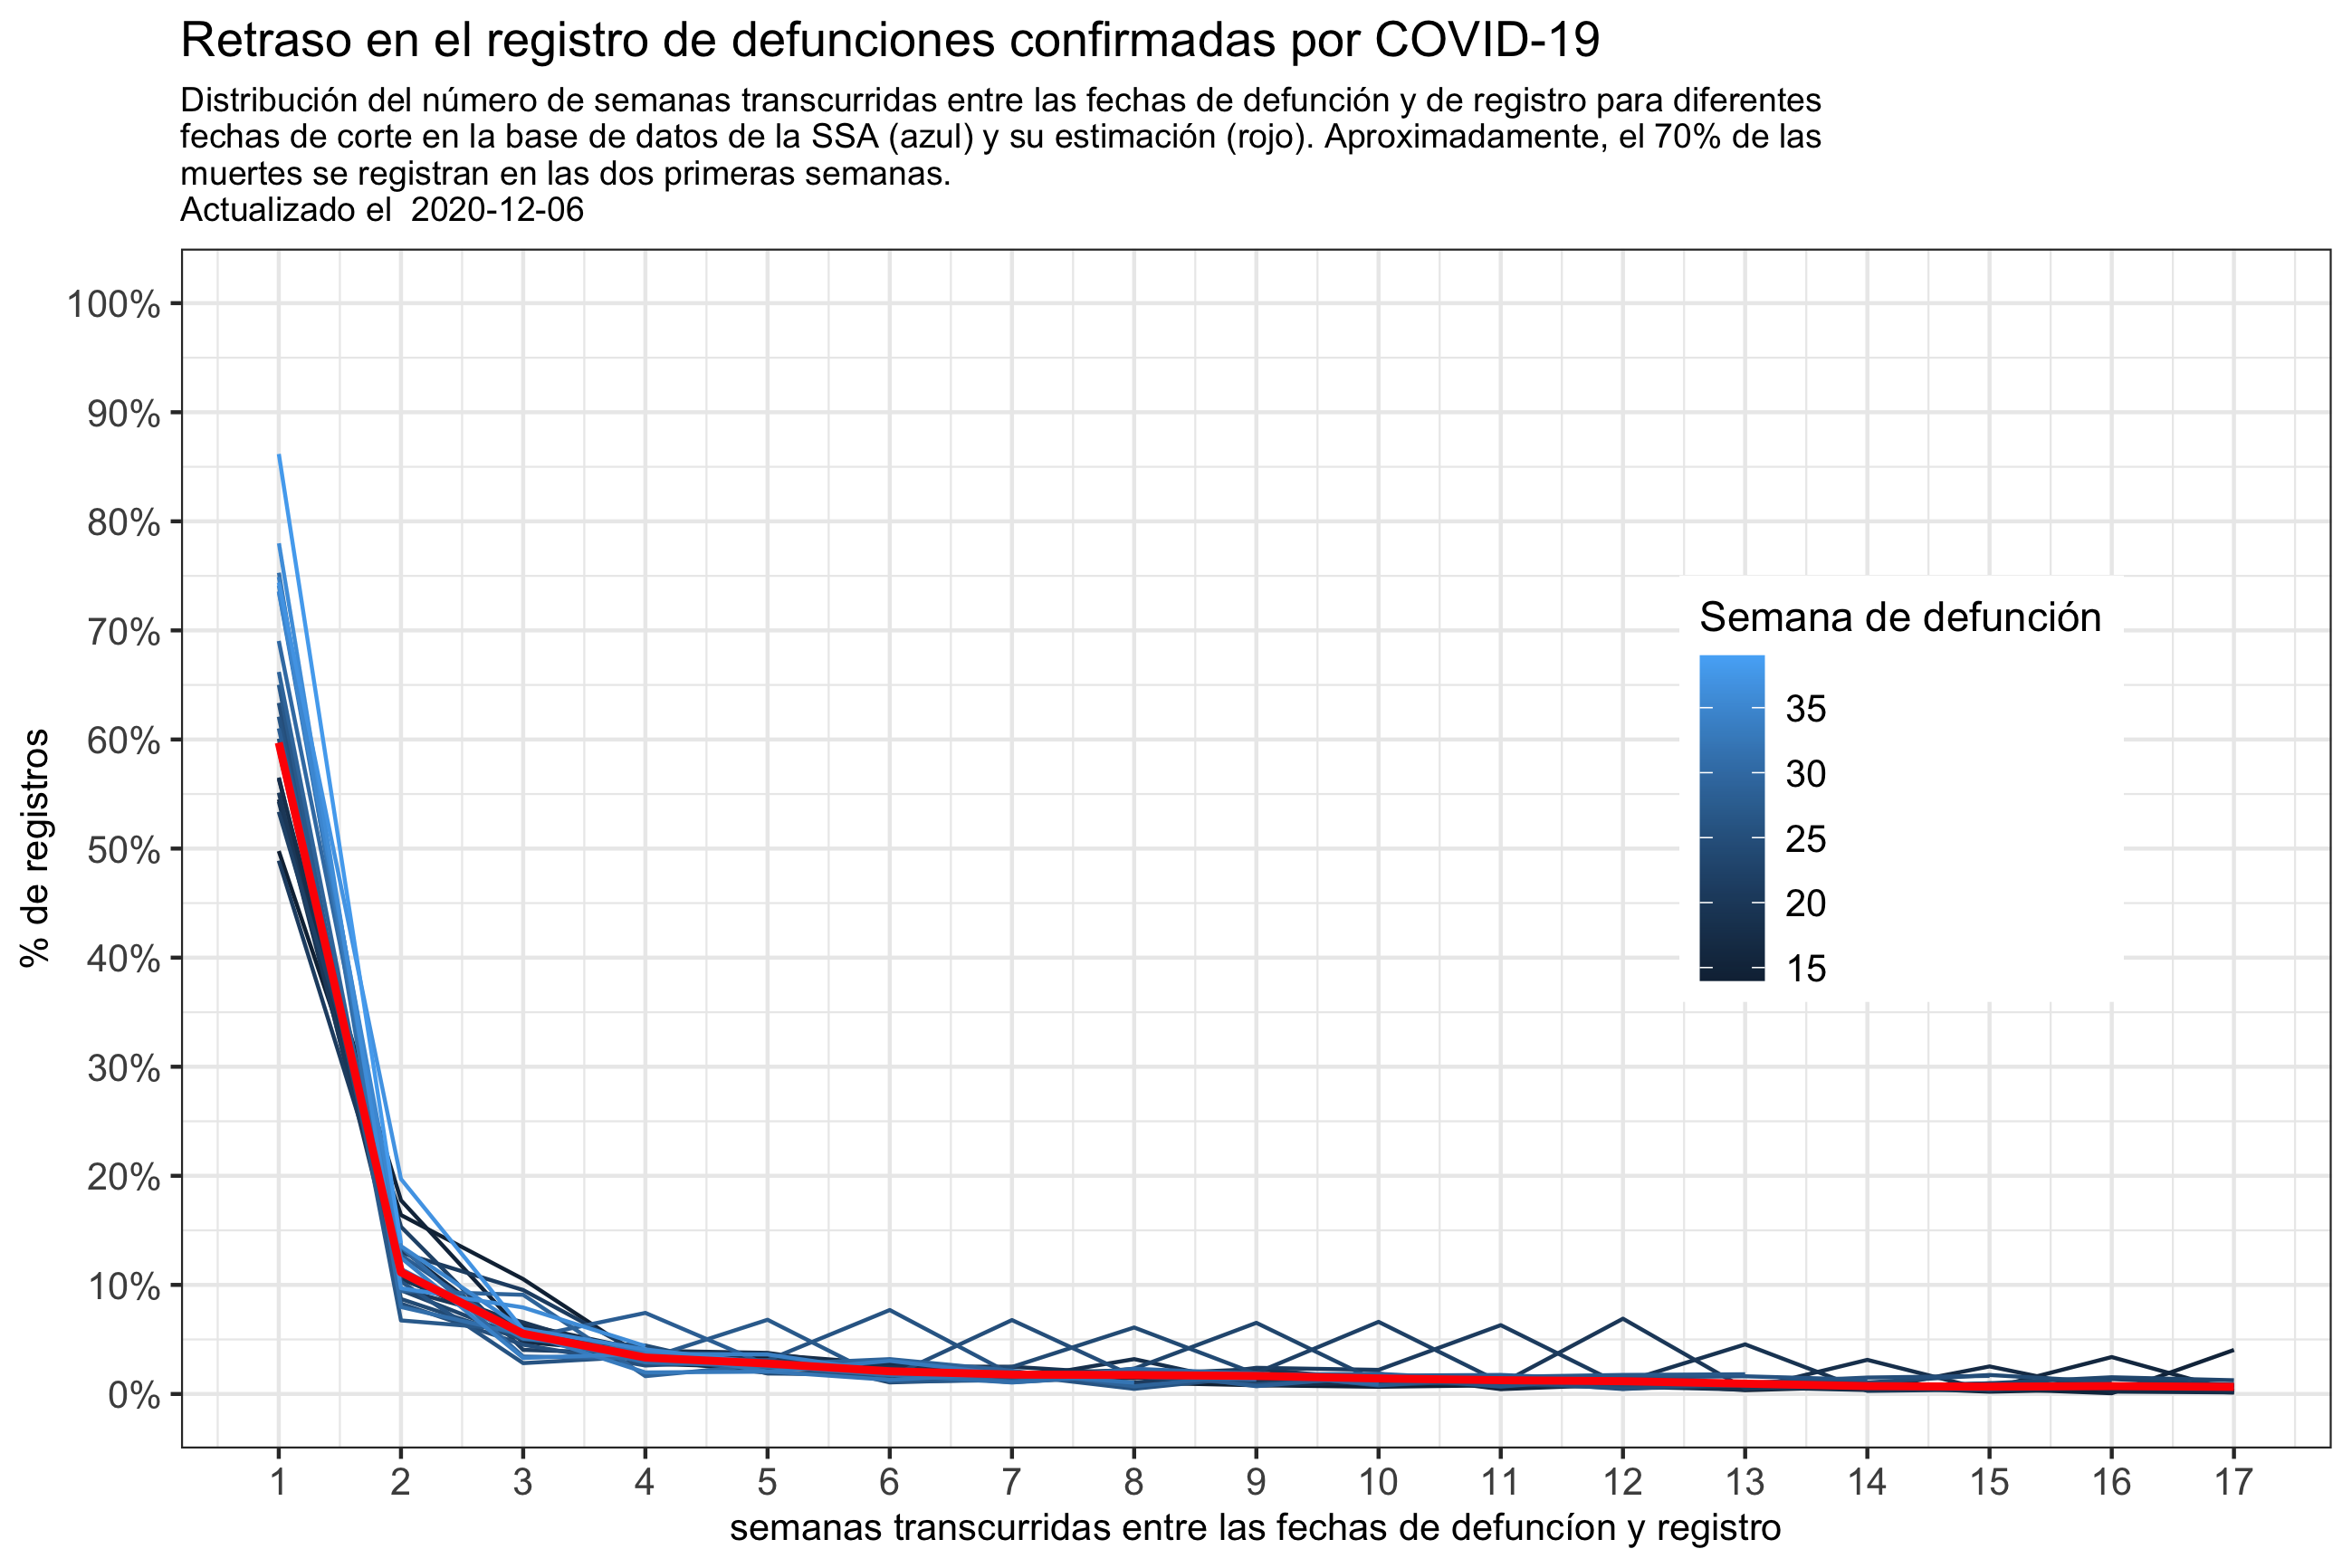 Retraso en el registro de defunciones confirmadas por COVID-19
Distribución del número de semanas transcurridas entre las fechas de defunción y de registro para diferentes
fechas de corte en la base de datos de la SSA (azul) y su estimación (rojo). Aproximadamente, el 70% de las
muertes se registran en las dos primeras semanas.
Actualizado el  2020-12-06
% de registros
100%
90%
80%
70%
60%
50%
40%
30%
20%
10%
0%
Semana de defunción
35
30
25
20
15
1 2 3 4 5 6 7 8 9 10 11 12 13 14 15 16 17
semanas transcurridas entre las fechas de defuncíon y registro